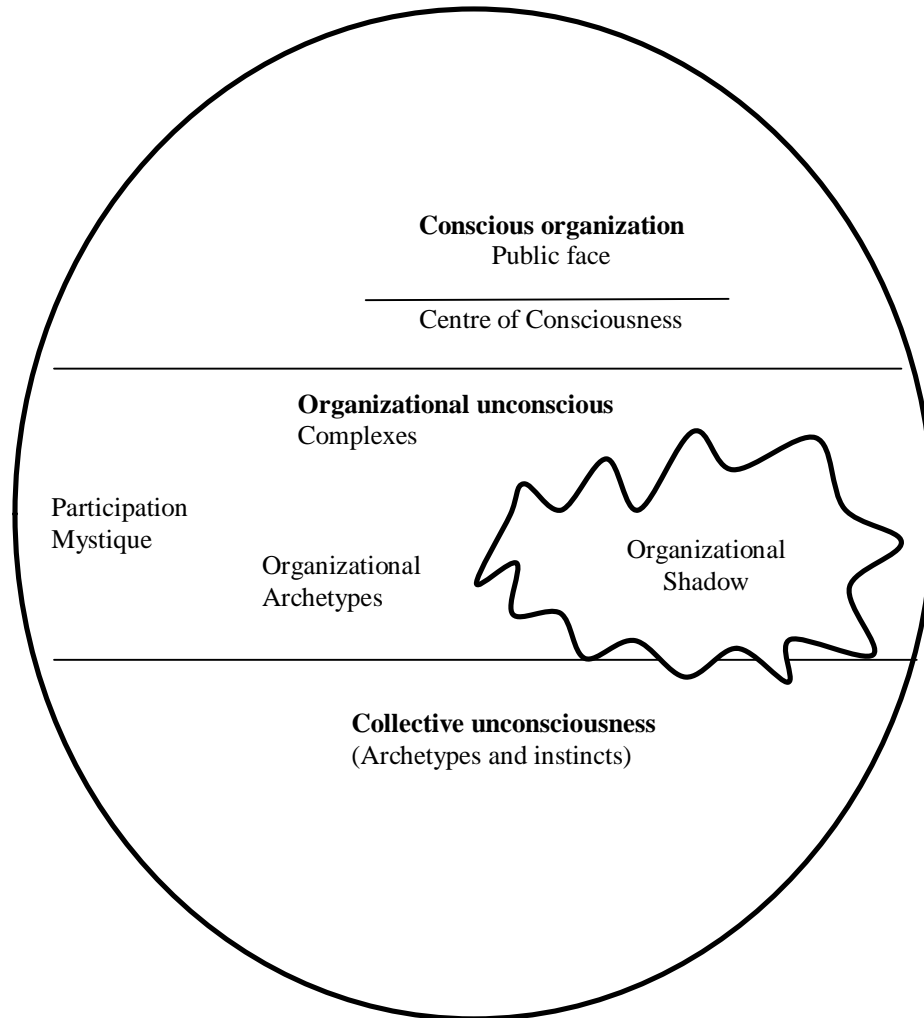 Conscious organization
Public face
Centre of Consciousness
Organizational unconscious
Complexes
Participation
Mystique
Organizational
Archetypes
Organizational
Shadow
Collective unconsciousness
(Archetypes and instincts)